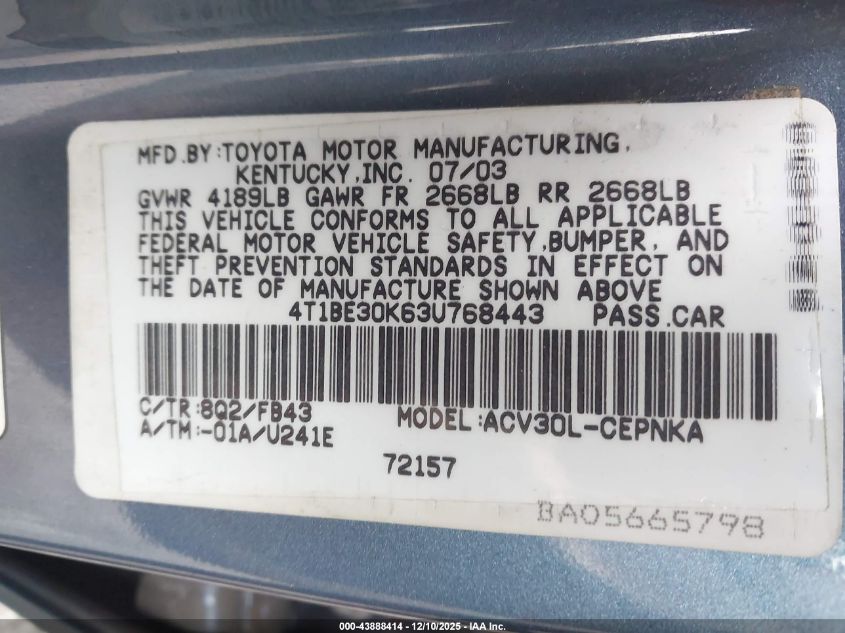 MFD.BY:TOYOTA MOTOR MANUFACTURING,
KENTUCKY,INC. 07/03
GVWR 4189LB GAWR FR 2668LB RR 2668LB
THIS VEHICLE CONFORMS TO ALL APPLICABLE
FEDERAL MOTOR VEHICLE SAFETY,BUMPER, AND
THEFT PREVENTION STANDARDS IN EFFECT ON
THE DATE OF MANUFACTURE SHOWN ABOVE
4T1BE30K63U768443 PASS.CAR
C/TR:8Q2/FB43 MODEL:ACV30L-CEPNKA
A/TM:-01A/U241E
72157
BA05665798
000-43888414 - 12/10/2025 - IAA Inc.